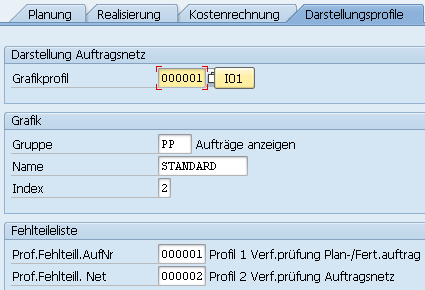 Planung Realisierung Kostenrechnung Darstellungsprofile
Darstellung Auftragsnetz
Grafikprofil 000001 I01
Grafik
Gruppe PP Aufträge anzeigen
Name STANDARD
Index 2
Fehlteileliste
Prof.Fehlteill.AufNr 000001 Profil 1 Verf.prüfung Plan-/Fert.auftrag
Prof.Fehlteill. Net 000002 Profil 2 Verf.prüfung Auftragsnetz